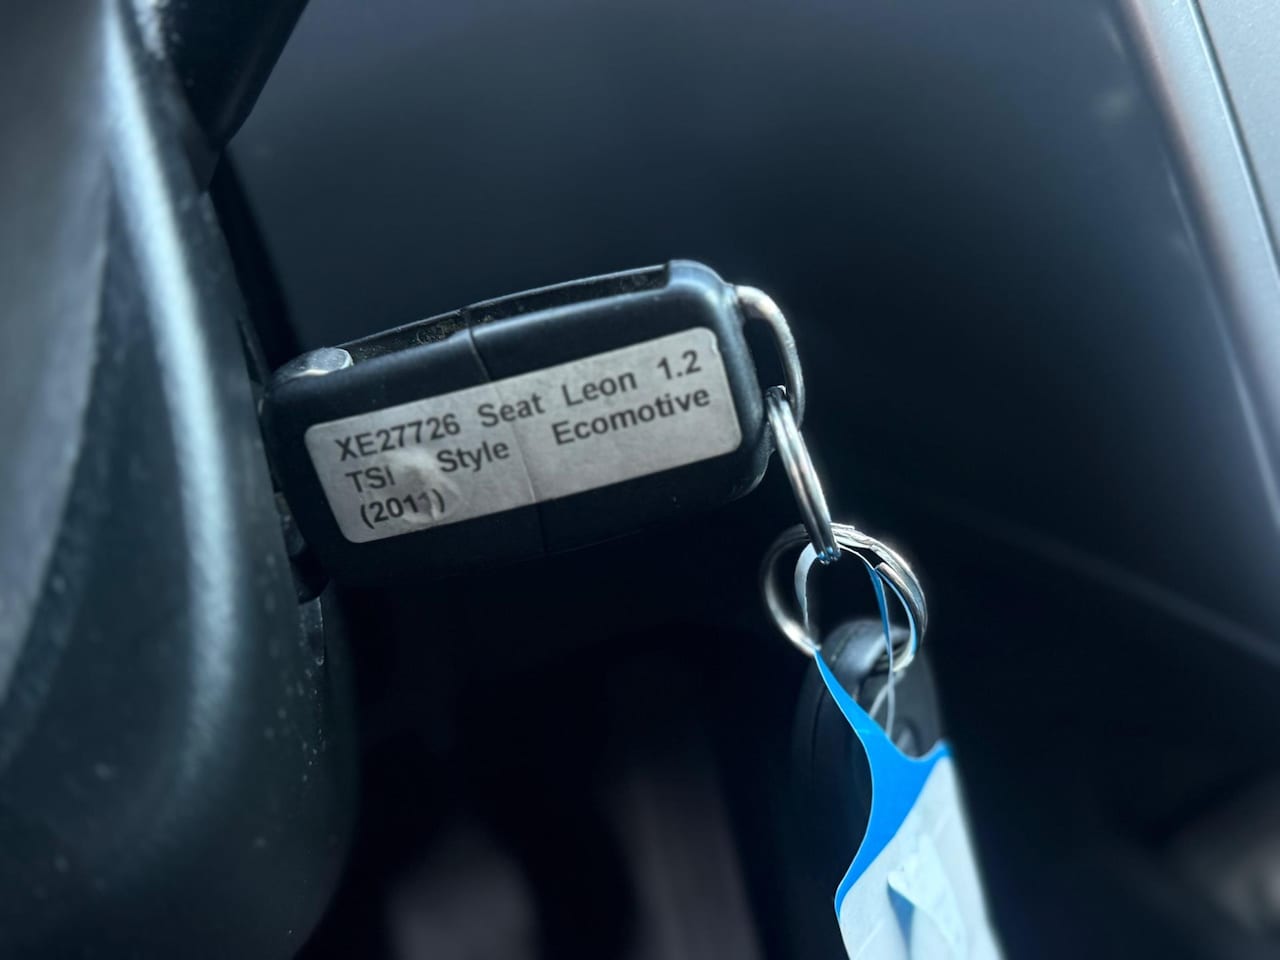 XE27726 Seat Leon 1.2
TSI Style Ecomotive
(2011)